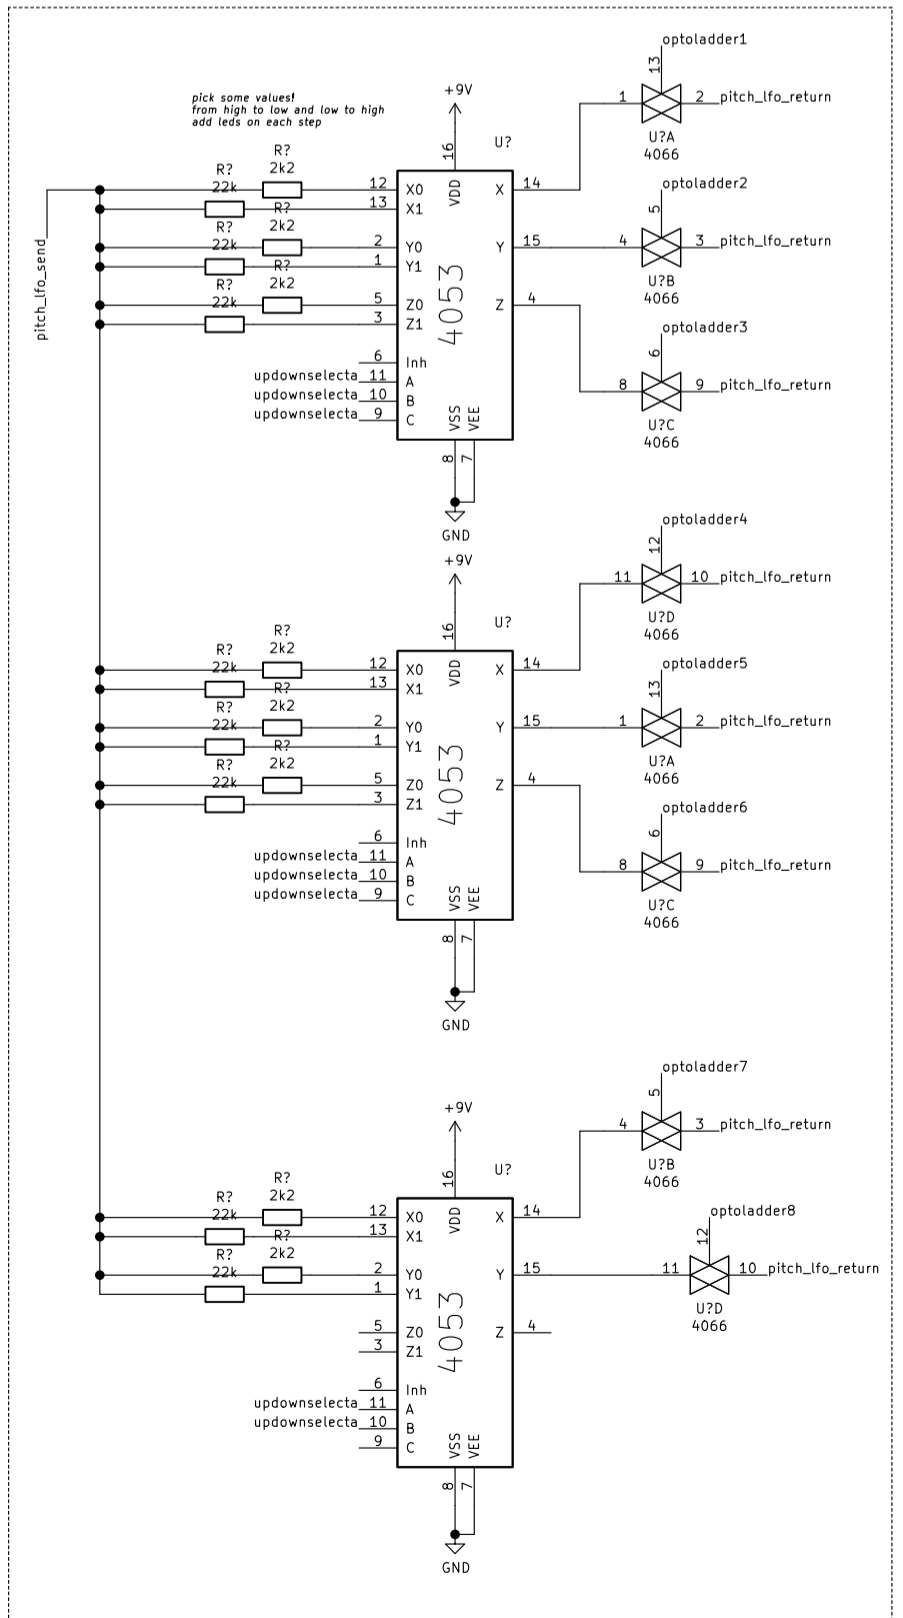 optoladder1
13
1
2
pitch_lfo_return
U?A
4066
pick some values!
from high to low and low to high
add leds on each step
+9V
16
U?
R?
2k2
R?
22k
12
X0
VDD
X
14
13
X1
optoladder2
5
R?
2k2
R?
22k
2
Y0
Y
15
4
3
pitch_lfo_return
1
Y1
U?B
4066
pitch_lfo_send
R?
2k2
R?
22k
5
Z0
4053
Z
4
3
Z1
optoladder3
6
8
9
pitch_lfo_return
U?C
4066
6
Inh
updownselecta
11
A
updownselecta
10
B
updownselecta
9
C
VSS
VEE
8
7
GND
optoladder4
12
11
10
pitch_lfo_return
U?D
4066
+9V
16
U?
R?
2k2
R?
22k
12
X0
VDD
X
14
13
X1
optoladder5
13
R?
2k2
R?
22k
2
Y0
Y
15
1
2
pitch_lfo_return
1
Y1
U?A
4066
R?
2k2
R?
22k
5
Z0
4053
Z
4
3
Z1
optoladder6
6
8
9
pitch_lfo_return
U?C
4066
6
Inh
updownselecta
11
A
updownselecta
10
B
updownselecta
9
C
VSS
VEE
8
7
GND
optoladder7
5
4
3
pitch_lfo_return
U?B
4066
+9V
16
U?
R?
2k2
R?
22k
12
X0
VDD
X
14
13
X1
optoladder8
12
R?
2k2
R?
22k
2
Y0
Y
15
11
10
pitch_lfo_return
1
Y1
U?D
4066
5
Z0
4053
Z
4
3
Z1
6
Inh
updownselecta
11
A
updownselecta
10
B
9
C
VSS
VEE
8
7
GND